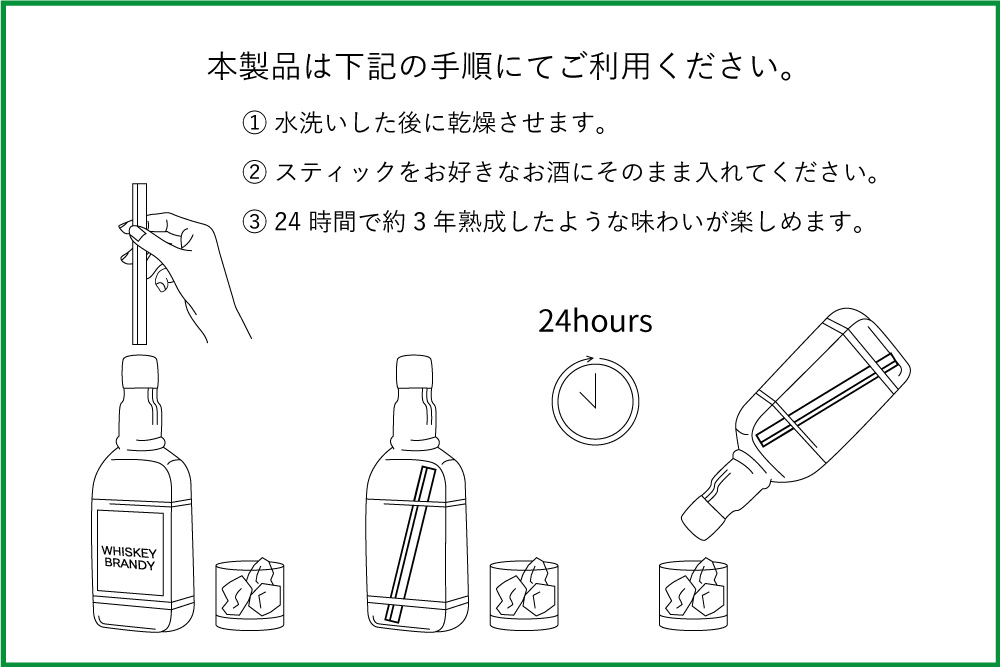 本製品は下記の手順にてご利用ください。
① 水洗いした後に乾燥させます。
② スティックをお好きなお酒にそのまま入れてください。
③ 24 時間で約 3 年熟成したような味わいが楽しめます。
24hours
WHISKEY
BRANDY